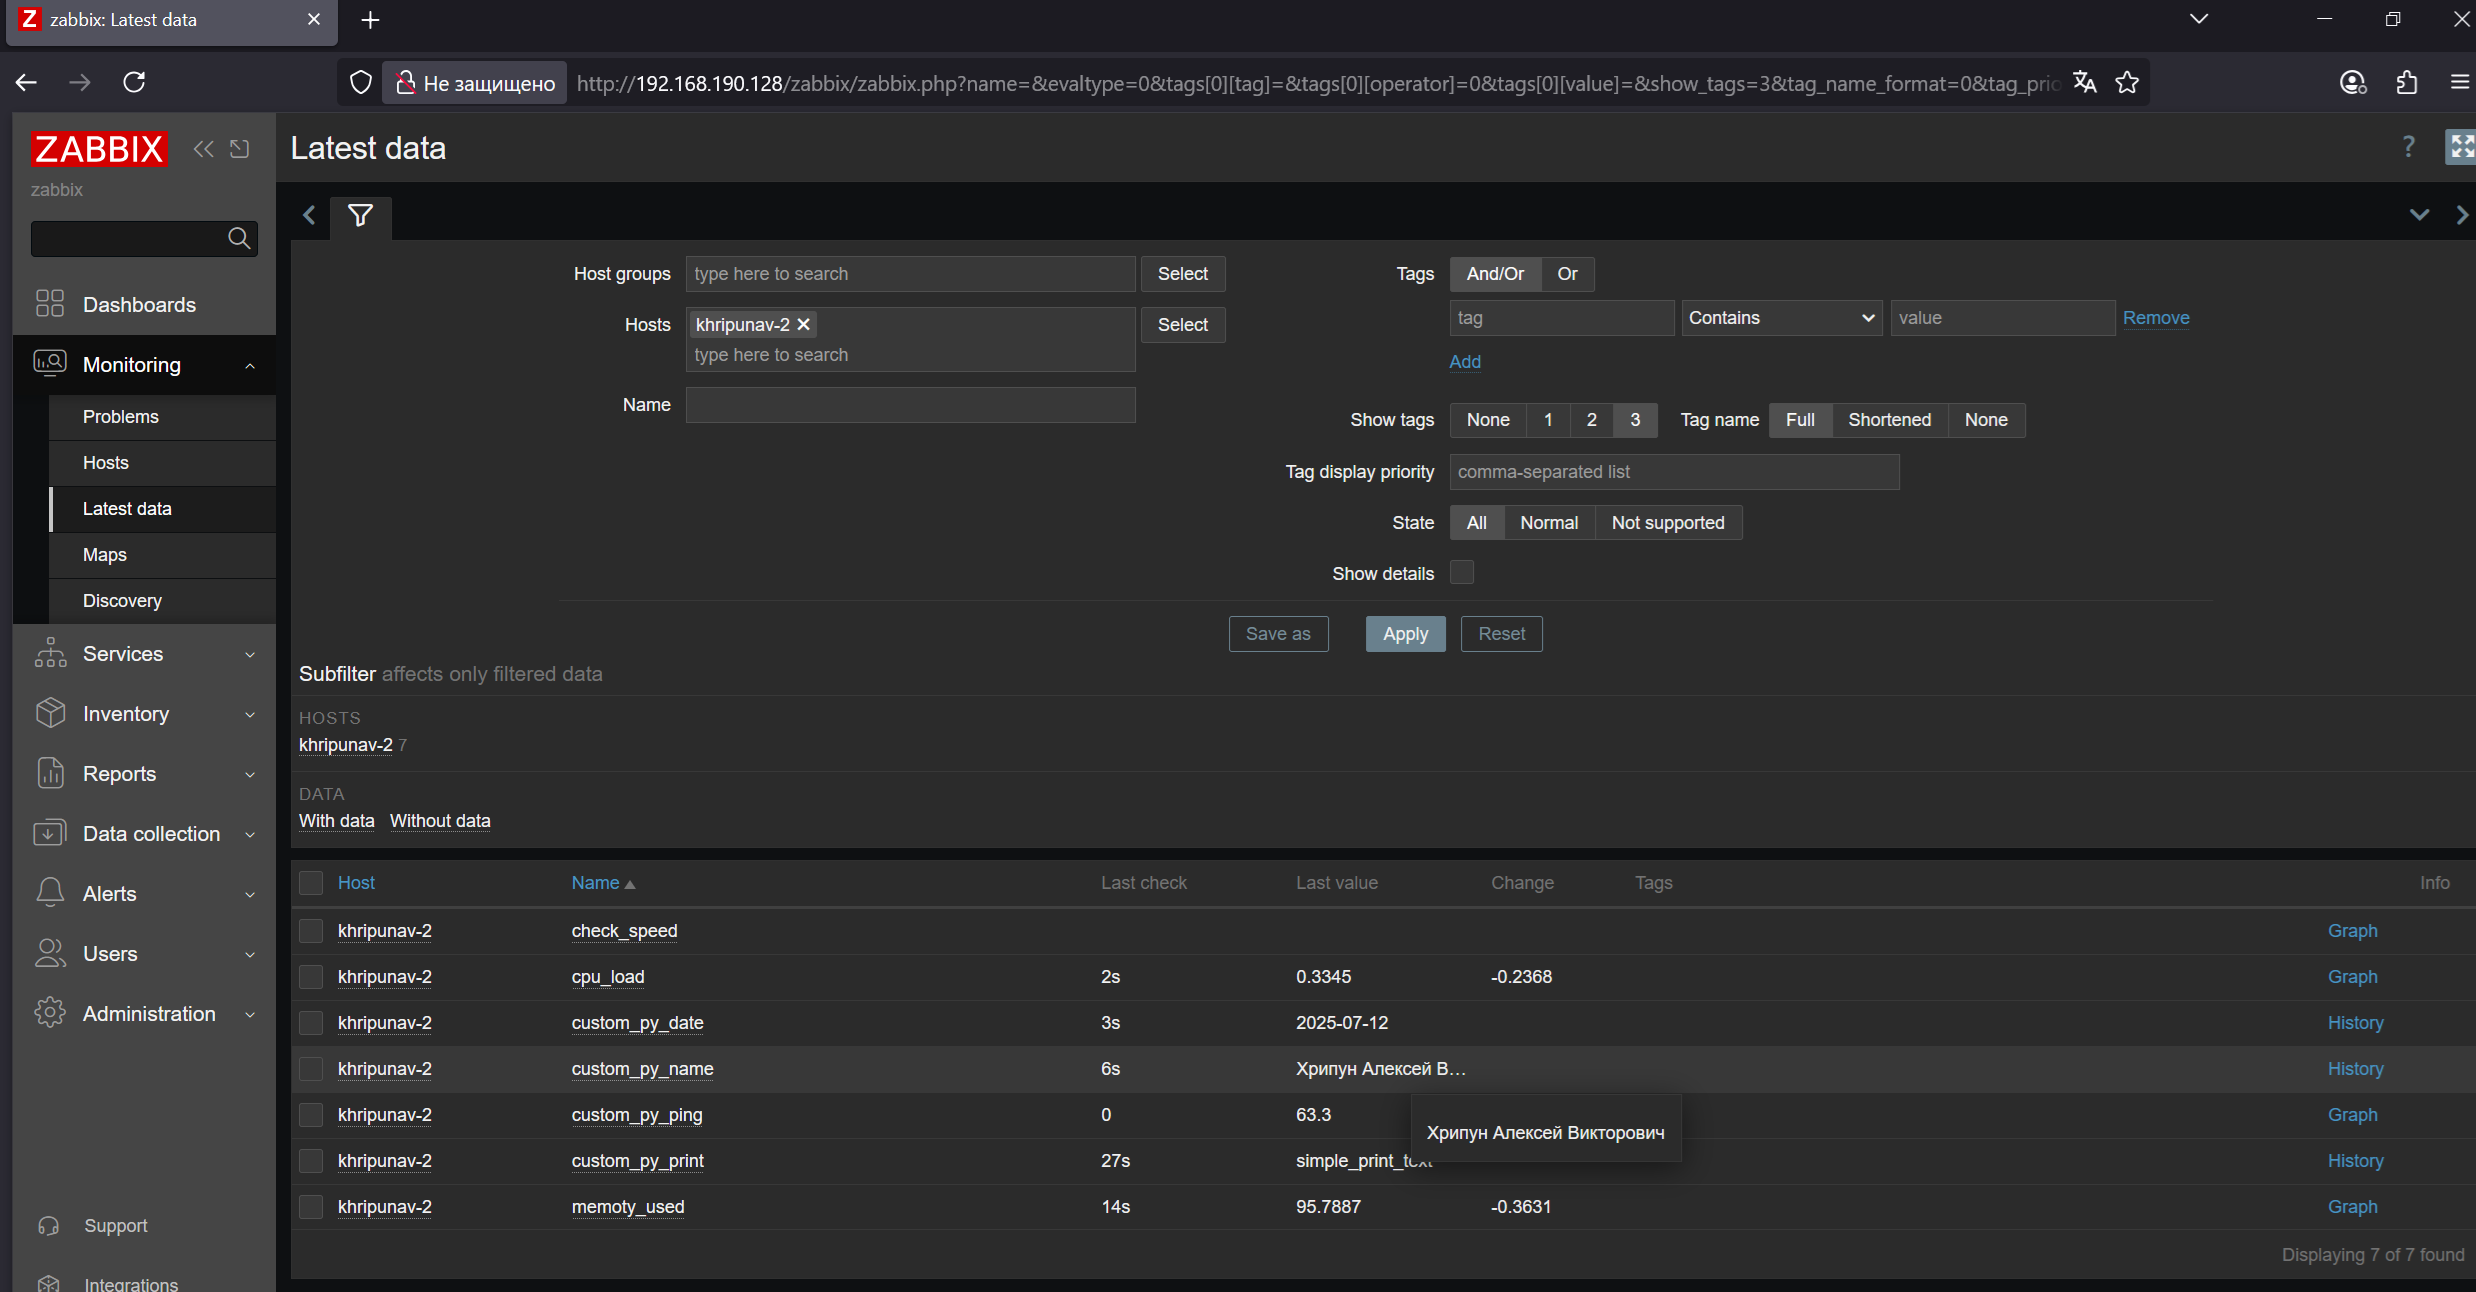 zabbix: Latest data
Не защищено http://192.168.190.128/zabbix/zabbix.php?name=&evaltype=0&tags[0][tag]=&tags[0][operator]=0&tags[0][value]=&show_tags=3&tag_name_format=0&tag_prio
ZABBIX
zabbix
Dashboards
Monitoring
Problems
Hosts
Latest data
Maps
Discovery
Services
Inventory
Reports
Data collection
Alerts
Users
Administration
Support
Integrations
Latest data
?
Host groups type here to search Select
Hosts khripunav-2 Select
type here to search
Name
Tags And/Or Or
tag Contains value Remove
Add
Show tags None 1 2 3 Tag name Full Shortened None
Tag display priority comma-separated list
State All Normal Not supported
Show details
Save as Apply Reset
Subfilter affects only filtered data
HOSTS
khripunav-2 7
DATA
With data Without data
Host Name Last check Last value Change Tags Info
khripunav-2 check_speed Graph
khripunav-2 cpu_load 2s 0.3345 -0.2368 Graph
khripunav-2 custom_py_date 3s 2025-07-12 History
khripunav-2 custom_py_name 6s Хрипун Алексей В... History
khripunav-2 custom_py_ping 0 63.3 Graph
Хрипун Алексей Викторович
khripunav-2 custom_py_print 27s simple_print_text History
khripunav-2 memoty_used 14s 95.7887 -0.3631 Graph
Displaying 7 of 7 found